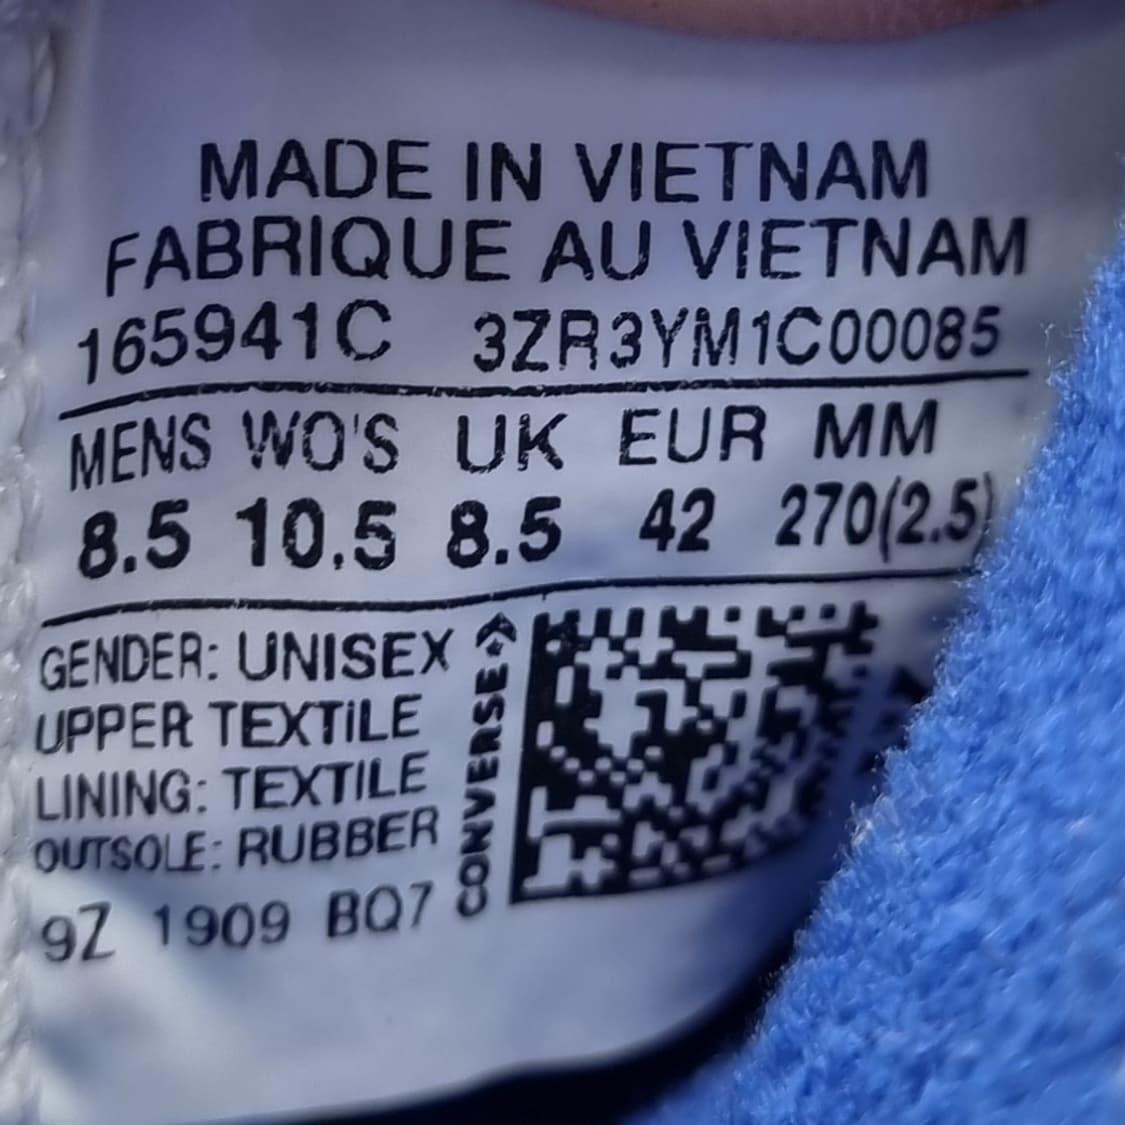 MADE IN VIETNAM
FABRIQUE AU VIETNAM
165941C 3ZR3YM1C00085
MENS WO'S UK EUR MM
8.5 10.5 8.5 42 270(2.5)
GENDER: UNISEX
UPPER TEXTILE
LINING: TEXTILE
OUTSOLE: RUBBER
9Z 1909 BQ7
CONVERSE